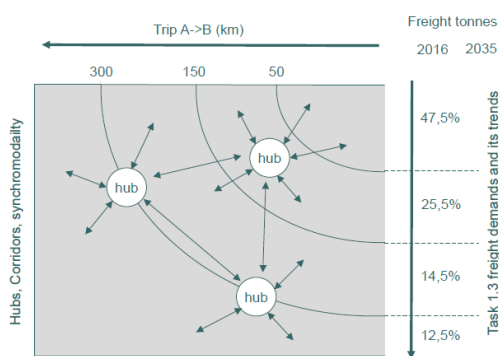 Trip A->B (km)
Freight tonnes
2016 2035
300 150 50
47,5%
hub
hub
25,5%
14,5%
hub
12,5%
Hubs, Corridors, synchromodality
Task 1.3 freight demands and its trends